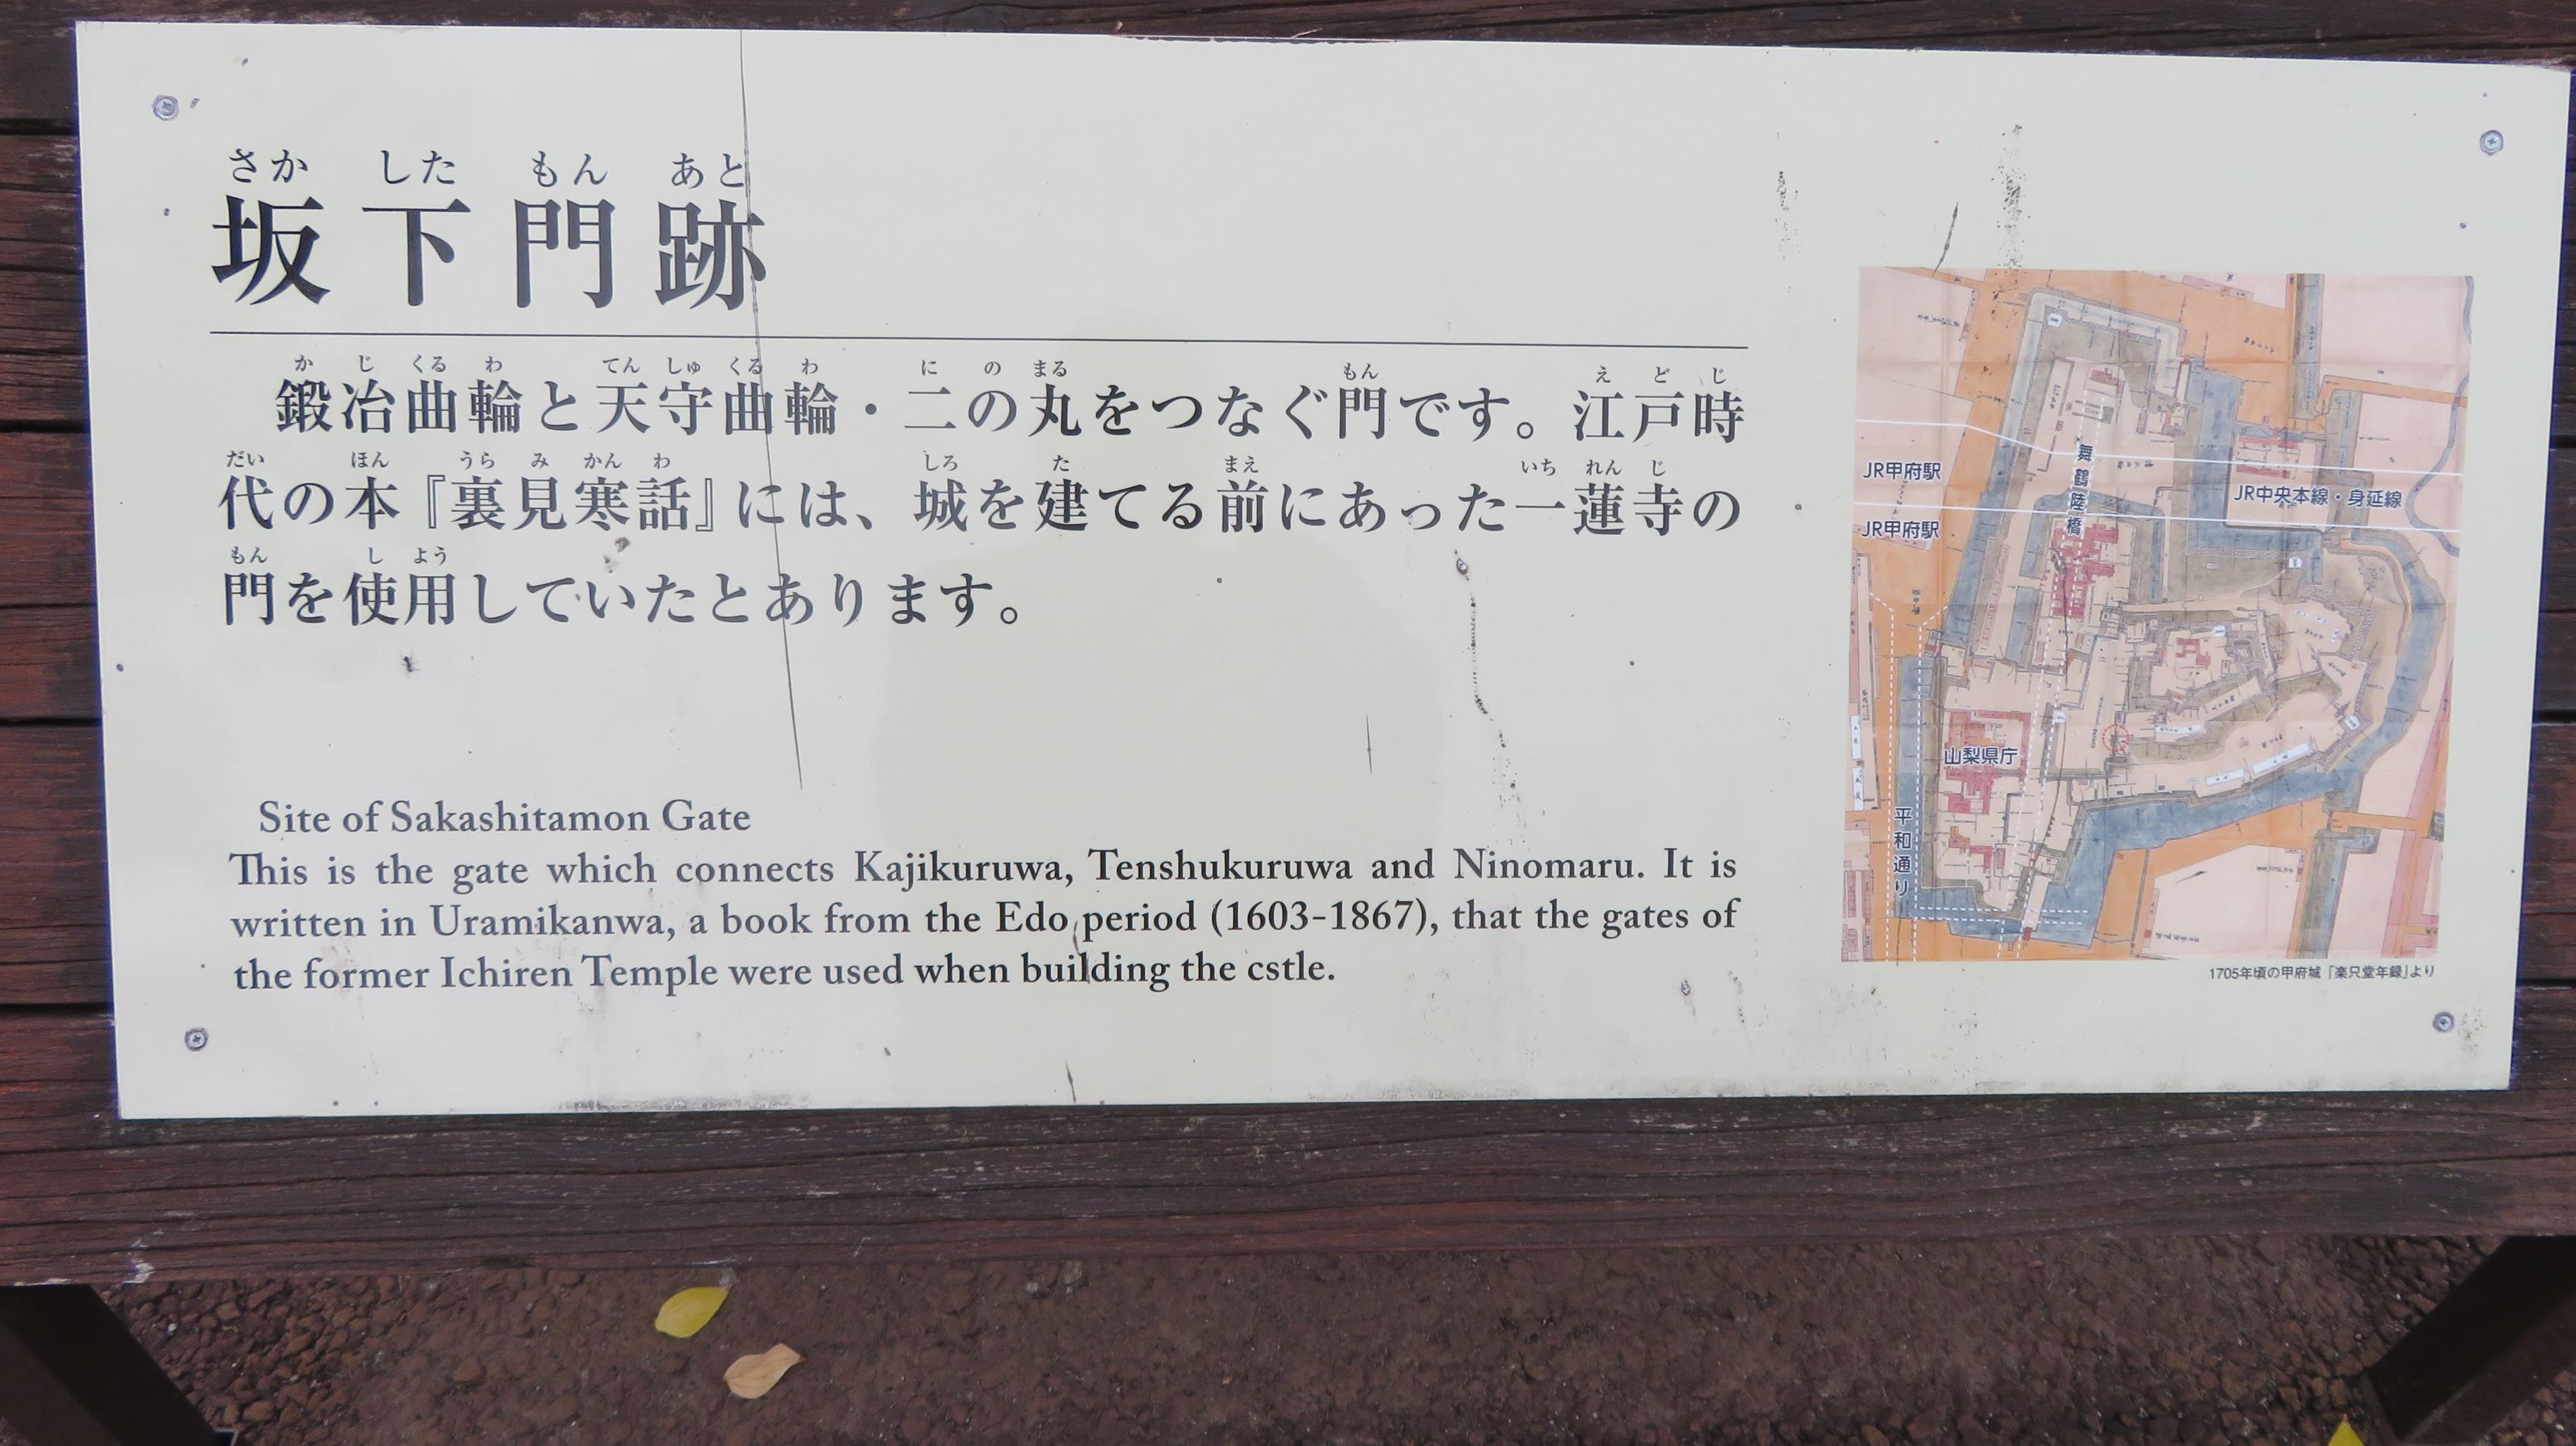 さか した もん あと
坂下門跡
か じ くる わ てん しゅ くる わ に の まる もん え ど じ
鍛冶曲輪と天守曲輪・二の丸をつなぐ門です。江戸時
だい ほん うら み かん わ しろ た まえ いち れん じ
代の本『裏見寒話』には、城を建てる前にあった一蓮寺の
もん し よう
門を使用していたとあります。
Site of Sakashitamon Gate
This is the gate which connects Kajikuruwa, Tenshukuruwa and Ninomaru. It is
written in Uramikanwa, a book from the Edo period (1603-1867), that the gates of
the former Ichiren Temple were used when building the cstle.
JR甲府駅
JR甲府駅
舞鶴陸橋
JR中央本線・身延線
山梨県庁
平和通り
1705年頃の甲府城「楽只堂年録」より